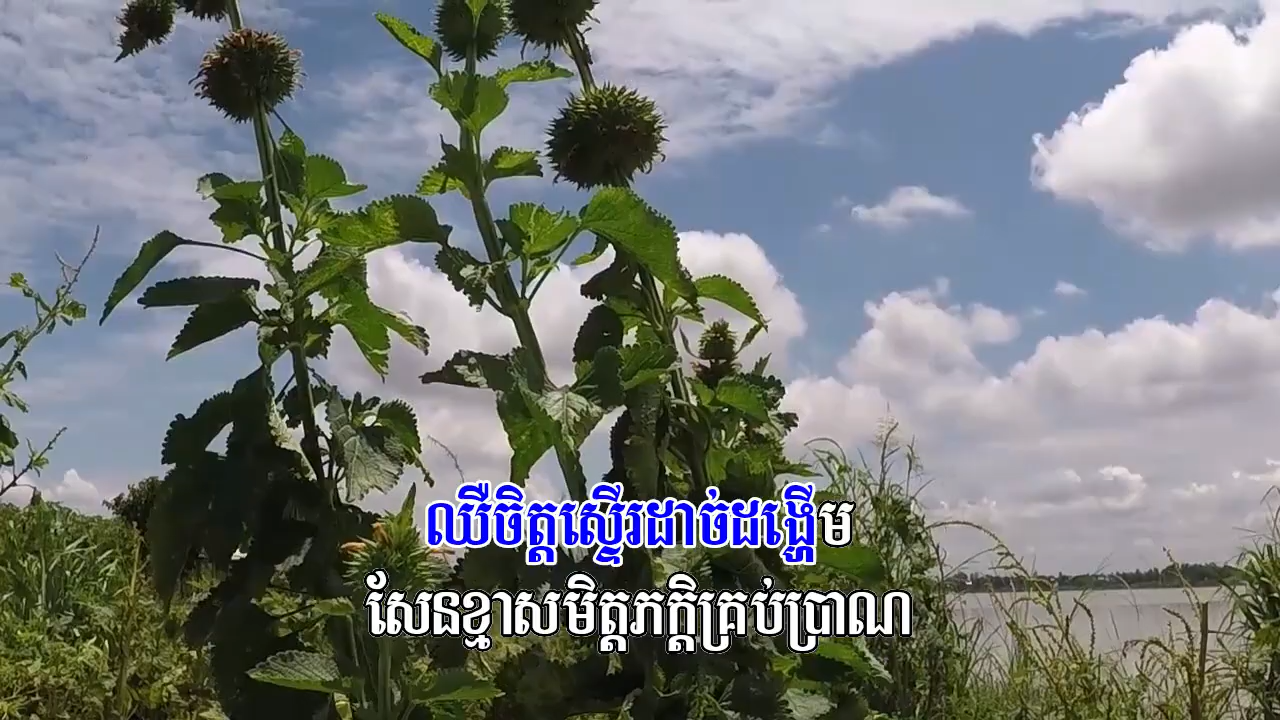 ឈឺចិត្តស្ទើរដាច់ដង្ហើម
សែនខ្មាសមិត្តភក្តិគ្រប់ប្រាណ